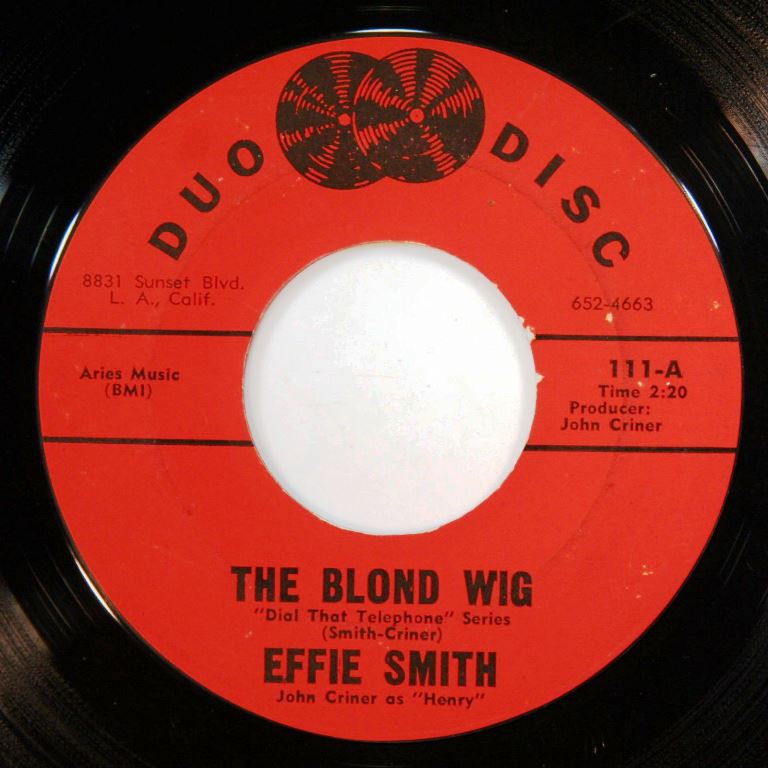 DUO DISC
8831 Sunset Blvd.
L. A., Calif.
652-4663
Aries Music
(BMI)
111-A
Time 2:20
Producer:
John Criner
THE BLOND WIG
"Dial That Telephone" Series
(Smith-Criner)
EFFIE SMITH
John Criner as "Henry"